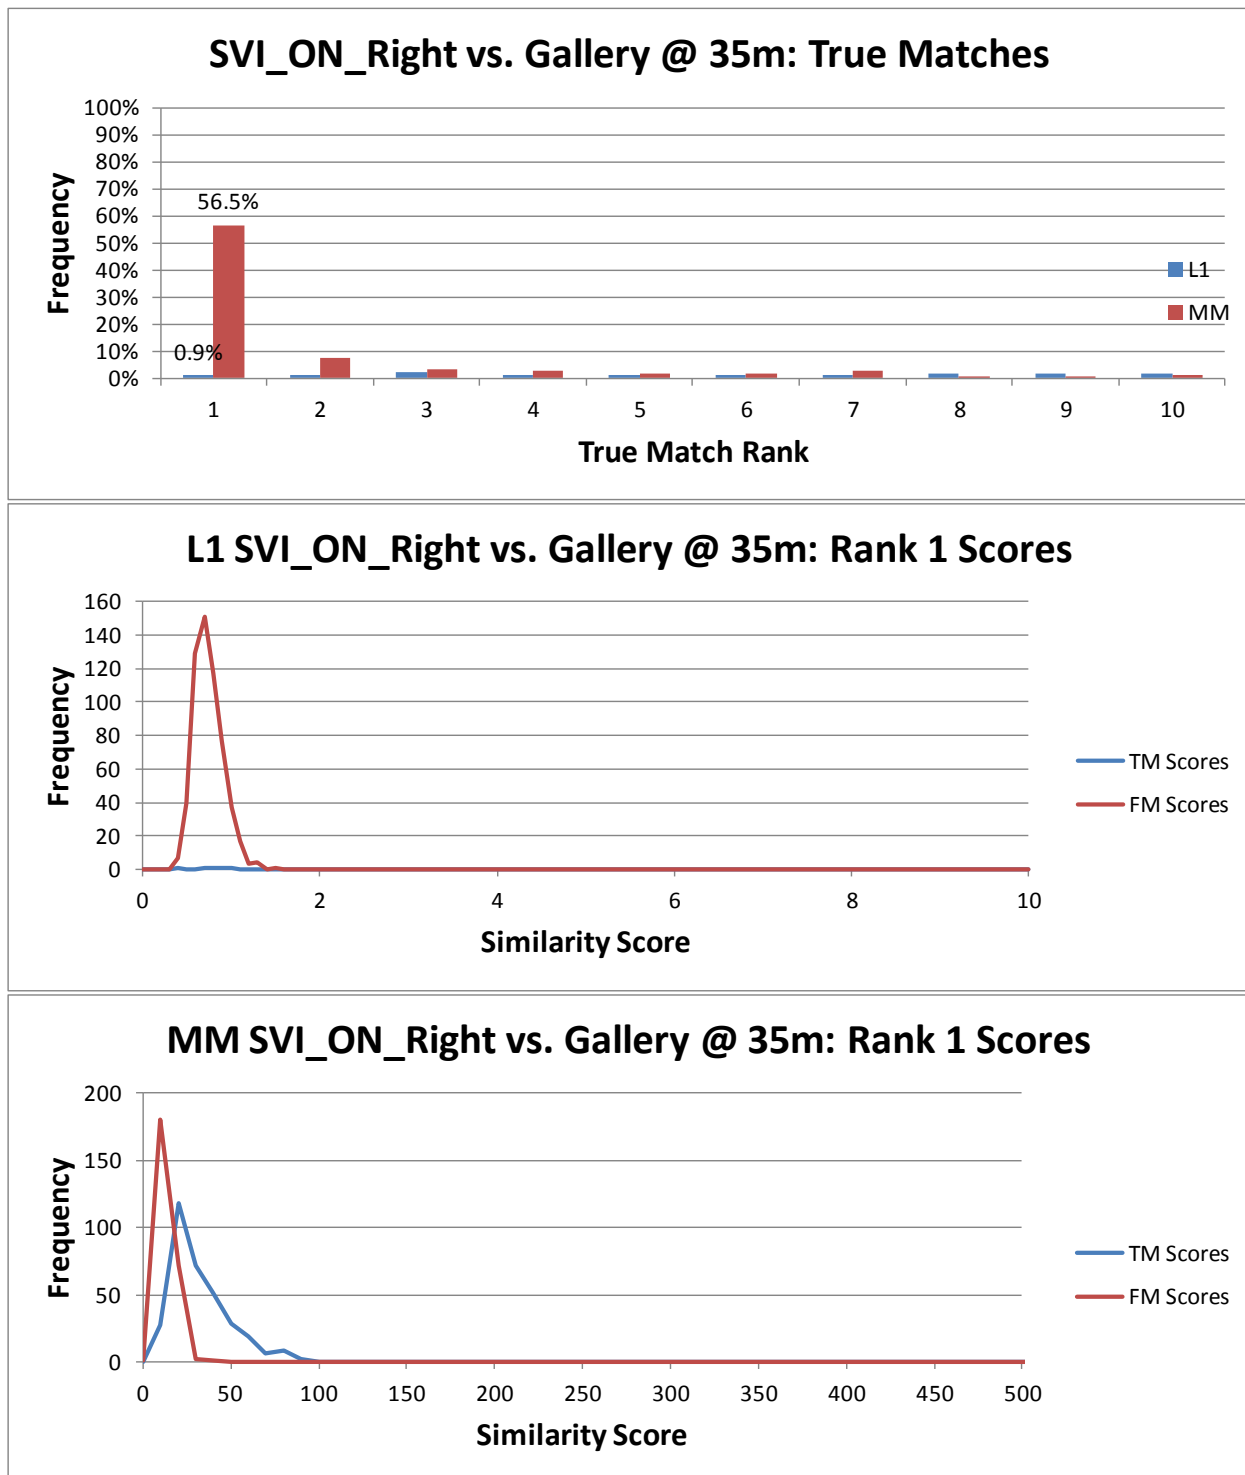 SVI_ON_Right vs. Gallery @ 35m: True Matches
100%
90%
80%
70%
60%
50%
40%
30%
20%
10%
0%
Frequency
56.5%
0.9%
L1
MM
1 2 3 4 5 6 7 8 9 10
True Match Rank
L1 SVI_ON_Right vs. Gallery @ 35m: Rank 1 Scores
160
140
120
100
80
60
40
20
0
Frequency
TM Scores
FM Scores
0 2 4 6 8 10
Similarity Score
MM SVI_ON_Right vs. Gallery @ 35m: Rank 1 Scores
200
150
100
50
0
Frequency
TM Scores
FM Scores
0 50 100 150 200 250 300 350 400 450 500
Similarity Score